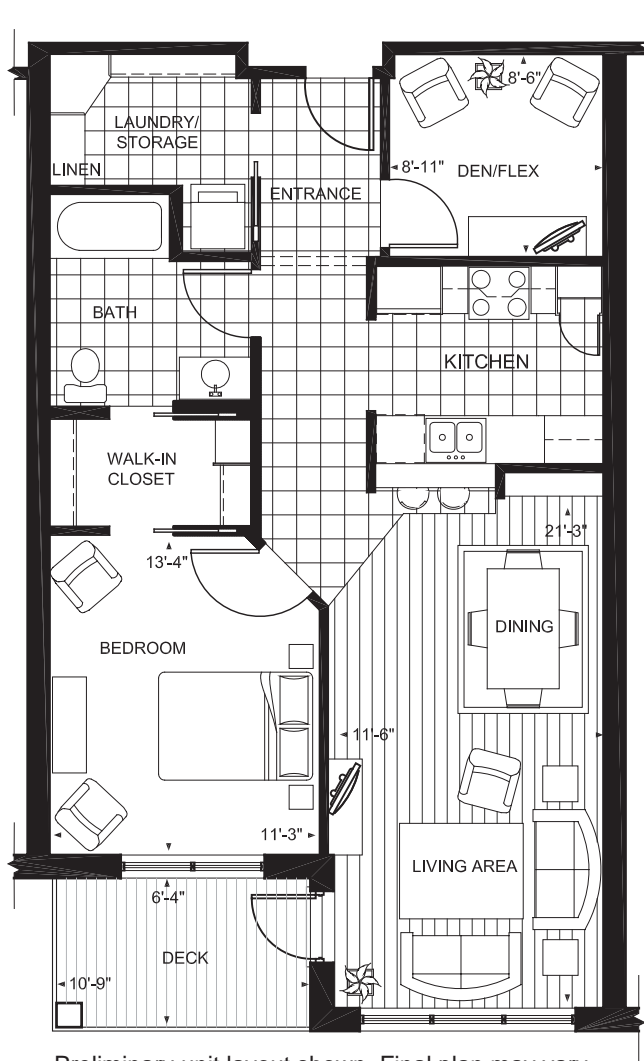 8'-6"
LAUNDRY/
STORAGE
LINEN
8'-11"
DEN/FLEX
ENTRANCE
BATH
KITCHEN
WALK-IN
CLOSET
21'-3"
13'-4"
DINING
BEDROOM
11'-6"
11'-3"
LIVING AREA
6'-4"
DECK
10'-9"
Preliminary unit layout shown. Final plan may vary.